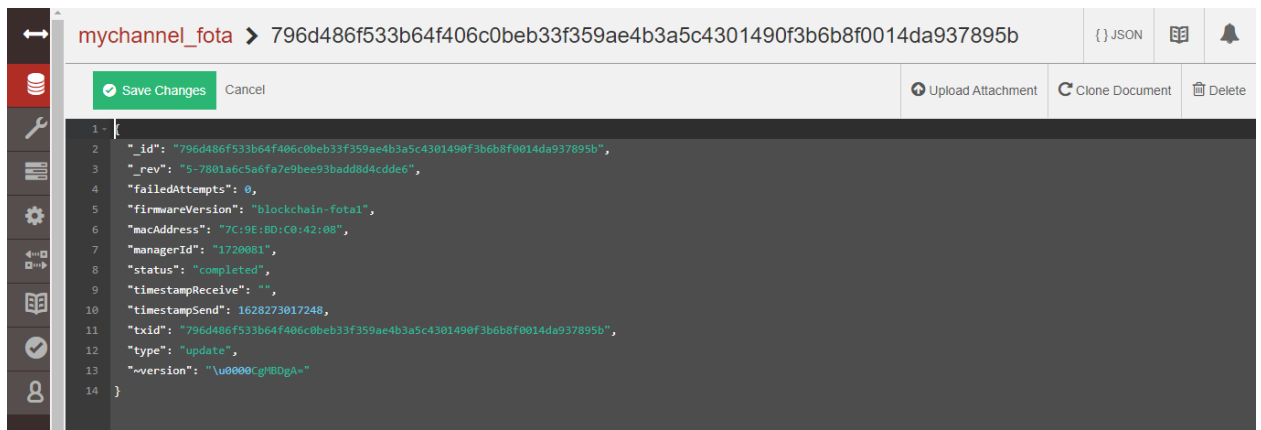 mychannel_fota > 796d486f533b64f406c0beb33f359ae4b3a5c4301490f3b6b8f0014da937895b
{ } JSON
Save Changes Cancel Upload Attachment Clone Document Delete
1 {
2 "_id": "796d486f533b64f406c0beb33f359ae4b3a5c4301490f3b6b8f0014da937895b",
3 "_rev": "5-7801a6c5a6fa7e9bee93badd8d4cdde6",
4 "failedAttempts": 0,
5 "firmwareVersion": "blockchain-fota1",
6 "macAddress": "7C:9E:BD:C0:42:08",
7 "managerId": "1720081",
8 "status": "completed",
9 "timestampReceive": "",
10 "timestampSend": 1628273017248,
11 "txid": "796d486f533b64f406c0beb33f359ae4b3a5c4301490f3b6b8f0014da937895b",
12 "type": "update",
13 "~version": "\u0000CgMBDgA="
14 }